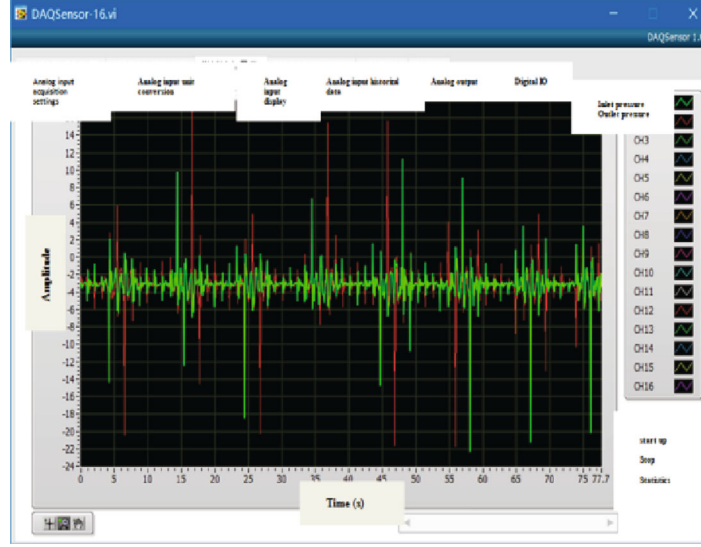 DAQSensor-16.vi
DAQSensor 1.
Analog input
acquisition
settings
Analog input unit
conversion
Analog
input
display
Analog input historical
data
Analog output
Digital IO
Inlet pressure
Outlet pressure
CH3
CH4
CH5
CH6
CH7
CH8
CH9
CH10
CH11
CH12
CH13
CH14
CH15
CH16
Amplitude
14
12
10
8
6
4
2
0
-2
-4
-6
-8
-10
-12
-14
-16
-18
-20
-22
-24
0 5 10 15 20 25 30 35 40 45 50 55 60 65 70 75 77.7
Time (s)
Start up
Stop
Statistics